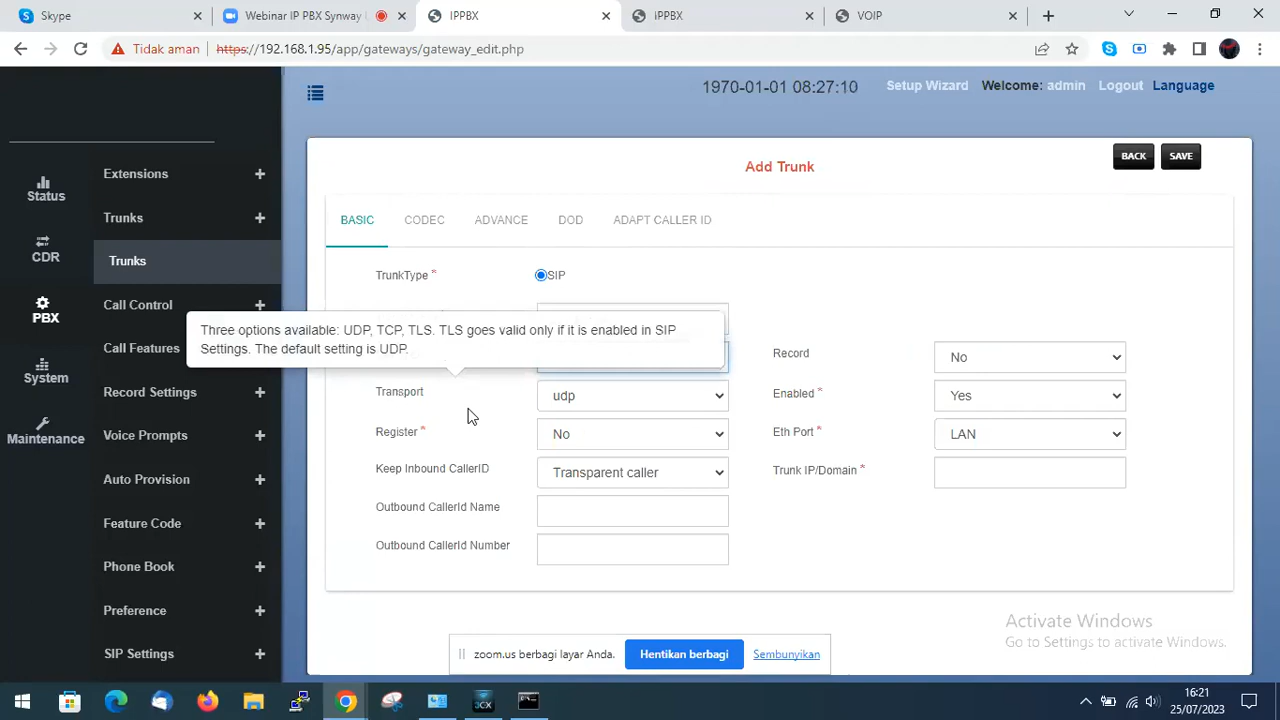 Skype
Webinar IP PBX Synway
IPPBX
IPPBX
VOIP
Tidak aman
https://192.168.1.95/app/gateways/gateway_edit.php
1970-01-01 08:27:10
Setup Wizard
Welcome: admin
Logout
Language
Add Trunk
BACK
SAVE
Status
CDR
PBX
System
Maintenance
Extensions
Trunks
Trunks
Call Control
Call Features
Record Settings
Voice Prompts
Auto Provision
Feature Code
Phone Book
Preference
SIP Settings
BASIC
CODEC
ADVANCE
DOD
ADAPT CALLER ID
TrunkType *
SIP
Three options available: UDP, TCP, TLS. TLS goes valid only if it is enabled in SIP
Settings. The default setting is UDP.
Record
No
Transport
udp
Enabled *
Yes
Register *
No
Eth Port *
LAN
Keep Inbound CallerID
Transparent caller
Trunk IP/Domain *
Outbound CallerId Name
Outbound CallerId Number
Activate Windows
Go to Settings to activate Windows.
zoom.us berbagi layar Anda.
Hentikan berbagi
Sembunyikan
3CX
16:21
25/07/2023